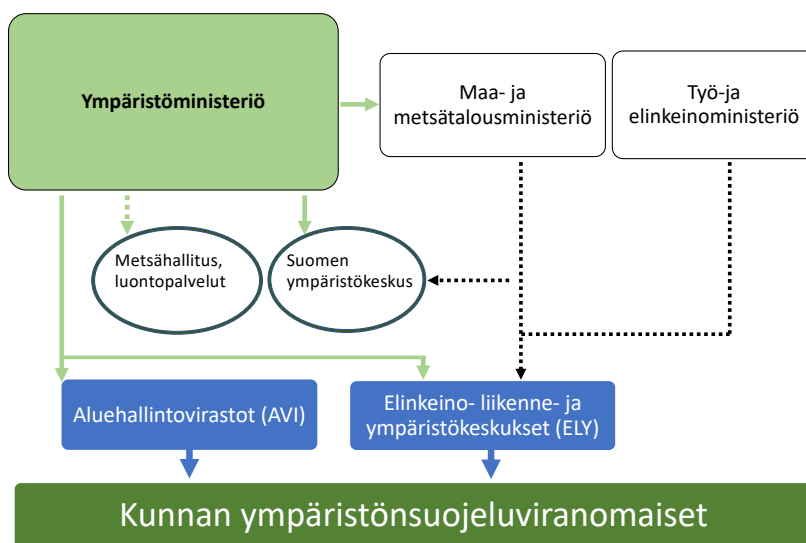 Ympäristöministeriö
Maa- ja
metsätalousministeriö
Työ-ja
elinkeinoministeriö
Metsähallitus,
luontopalvelut
Suomen
ympäristökeskus
Aluehallintovirastot (AVI)
Elinkeino- liikenne- ja
ympäristökeskukset (ELY)
Kunnan ympäristönsuojeluviranomaiset